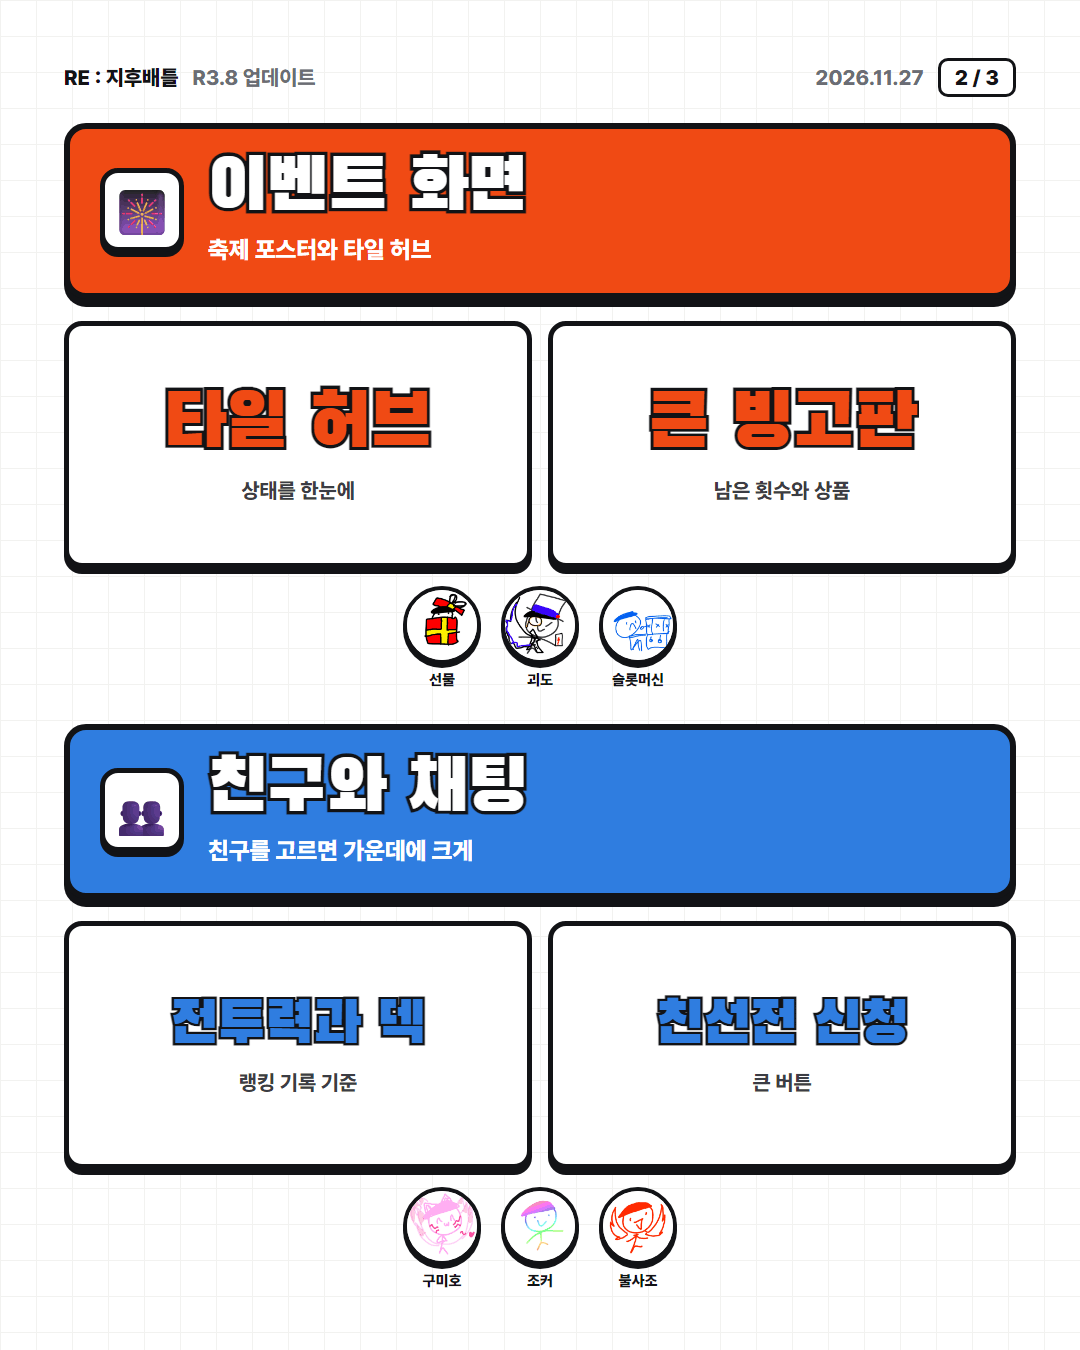 RE : 지후배틀 R3.8 업데이트 2026.11.27 2 / 3
이벤트 화면
축제 포스터와 타일 허브
타일 허브
상태를 한눈에
큰 빙고판
남은 횟수와 상품
선물 괴도 슬롯머신
친구와 채팅
친구를 고르면 가운데에 크게
전투력과 덱
랭킹 기록 기준
친선전 신청
큰 버튼
구미호 조커 불사조